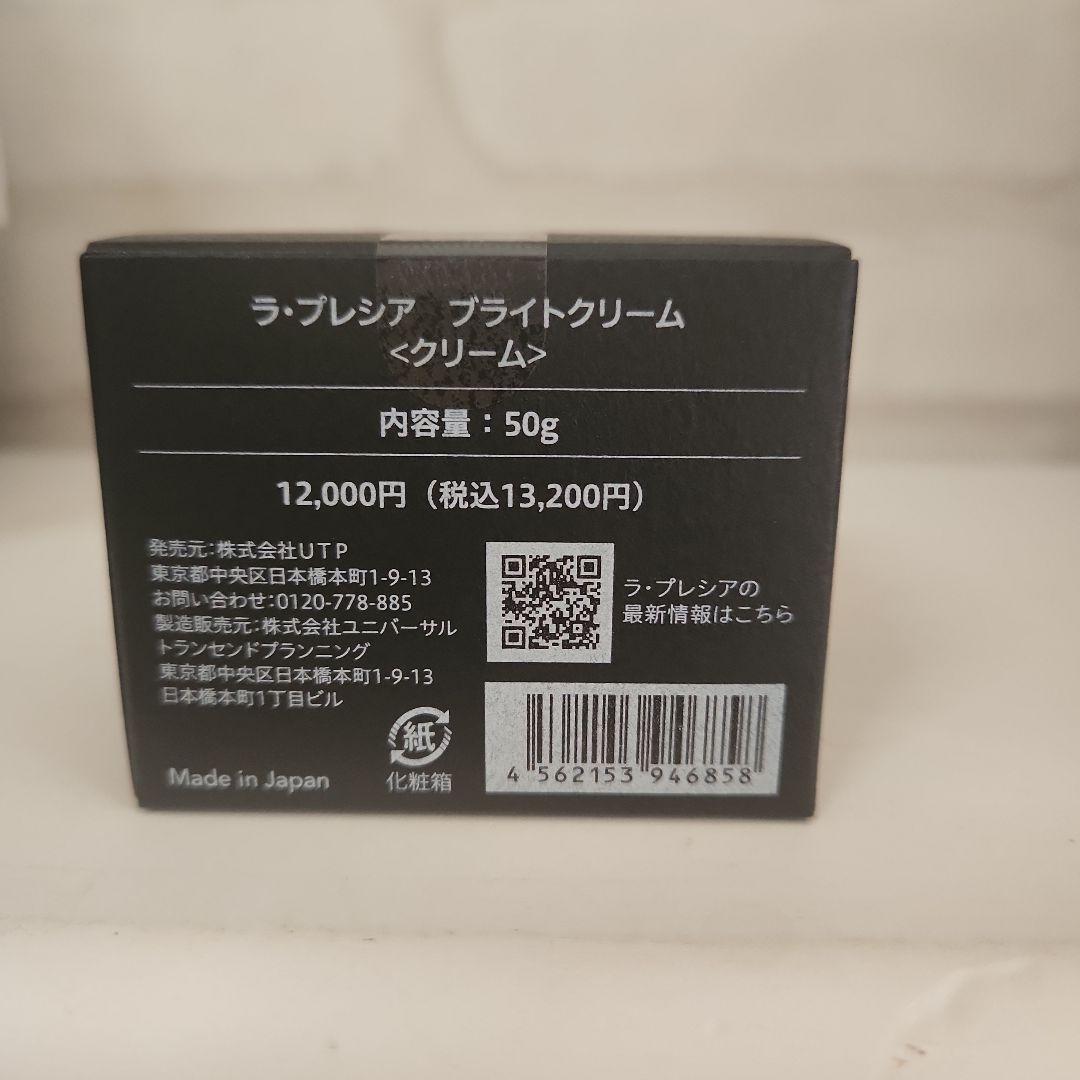 ラ・プレシア　ブライトクリーム
<クリーム>
内容量：50g
12,000円（税込13,200円）
発売元：株式会社UTP
東京都中央区日本橋本町1-9-13
お問い合わせ：0120-778-885
製造販売元：株式会社ユニバーサル
トランセンドプランニング
東京都中央区日本橋本町1-9-13
日本橋本町1丁目ビル
Made in Japan
紙
化粧箱
ラ・プレシアの
最新情報はこちら
4 562153 946858